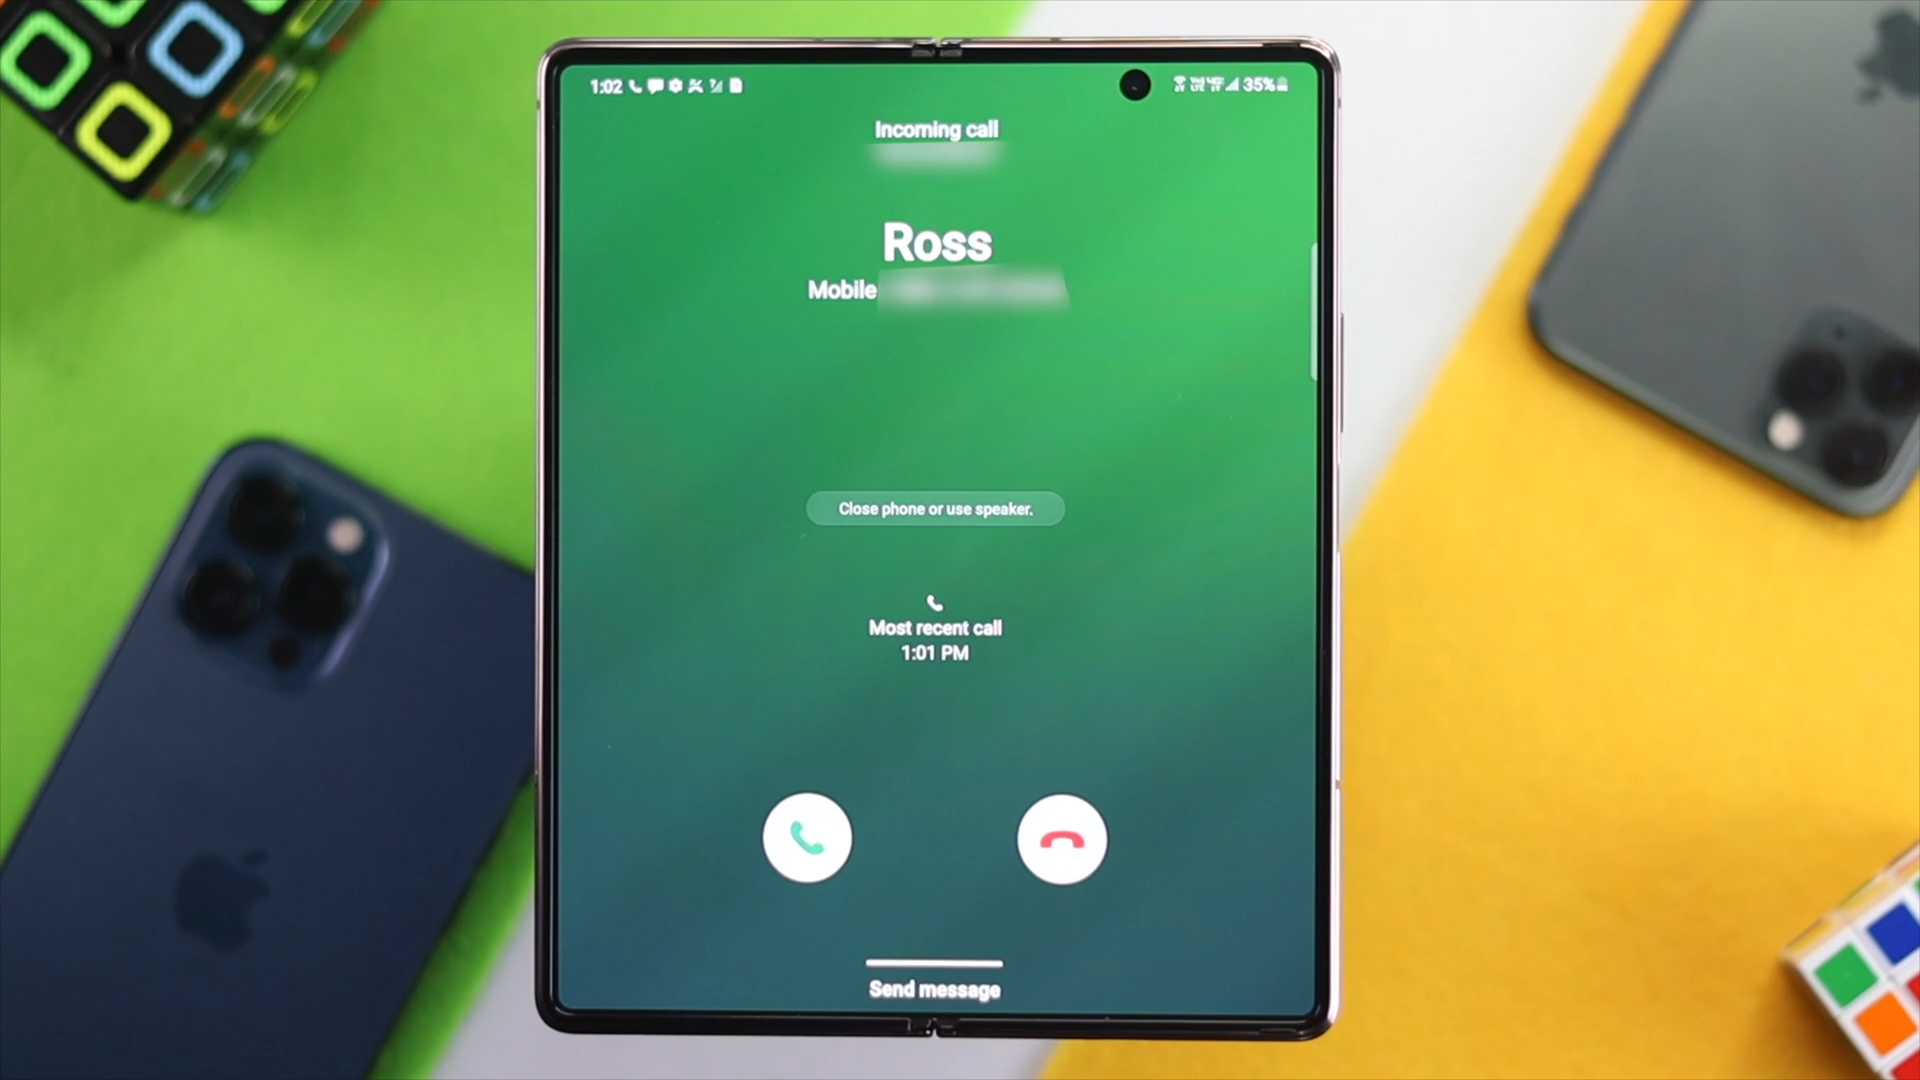 1:02
35%
Incoming call
Ross
Mobile
Close phone or use speaker.
Most recent call
1:01 PM
Send message